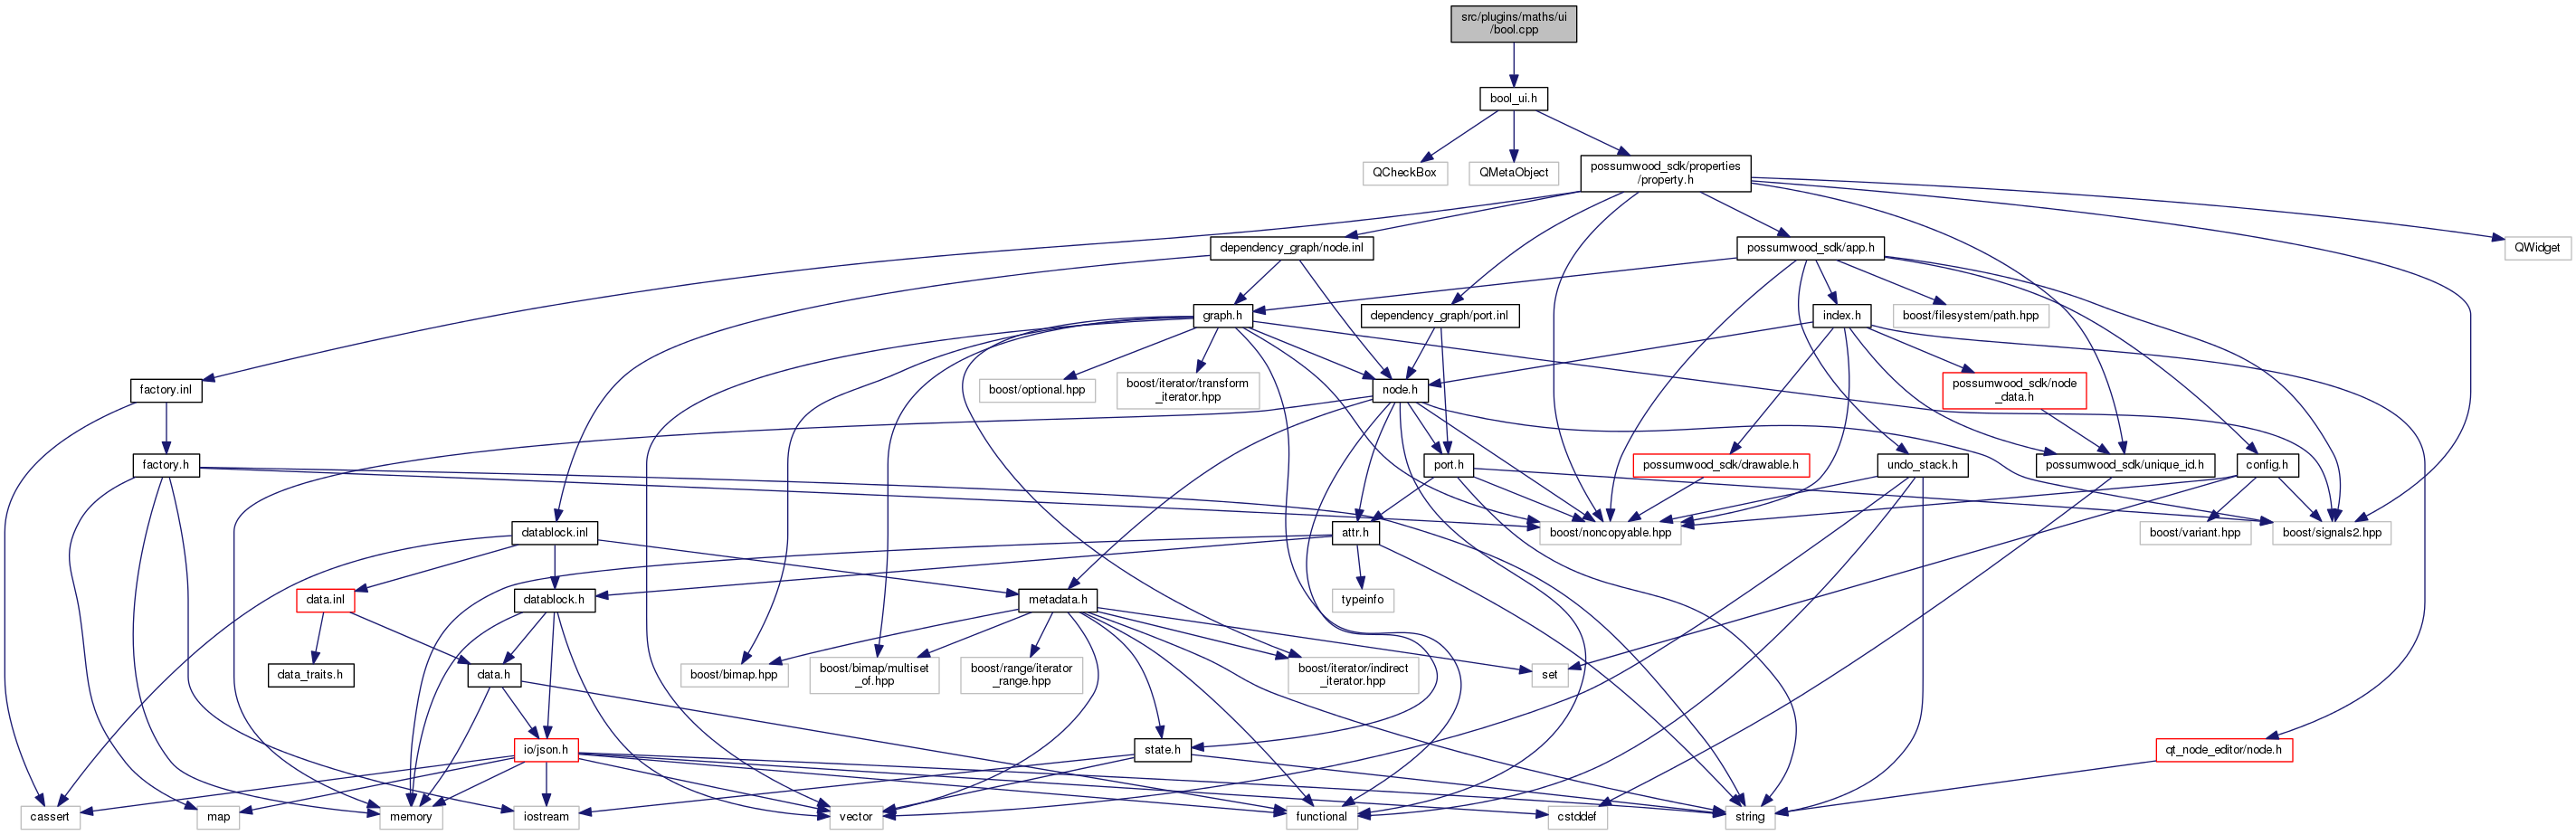 src/plugins/maths/ui
/bool.cpp
bool_ui.h
QCheckBox
QMetaObject
possumwood_sdk/properties
/property.h
dependency_graph/node.inl
possumwood_sdk/app.h
QWidget
graph.h
dependency_graph/port.inl
index.h
boost/filesystem/path.hpp
factory.inl
boost/optional.hpp
boost/iterator/transform
_iterator.hpp
node.h
possumwood_sdk/node
_data.h
factory.h
port.h
possumwood_sdk/drawable.h
undo_stack.h
possumwood_sdk/unique_id.h
config.h
datablock.inl
attr.h
boost/noncopyable.hpp
boost/variant.hpp
boost/signals2.hpp
data.inl
datablock.h
metadata.h
typeinfo
data_traits.h
data.h
boost/bimap.hpp
boost/bimap/multiset
_of.hpp
boost/range/iterator
_range.hpp
boost/iterator/indirect
_iterator.hpp
set
io/json.h
state.h
qt_node_editor/node.h
cassert
map
memory
iostream
vector
functional
cstddef
string